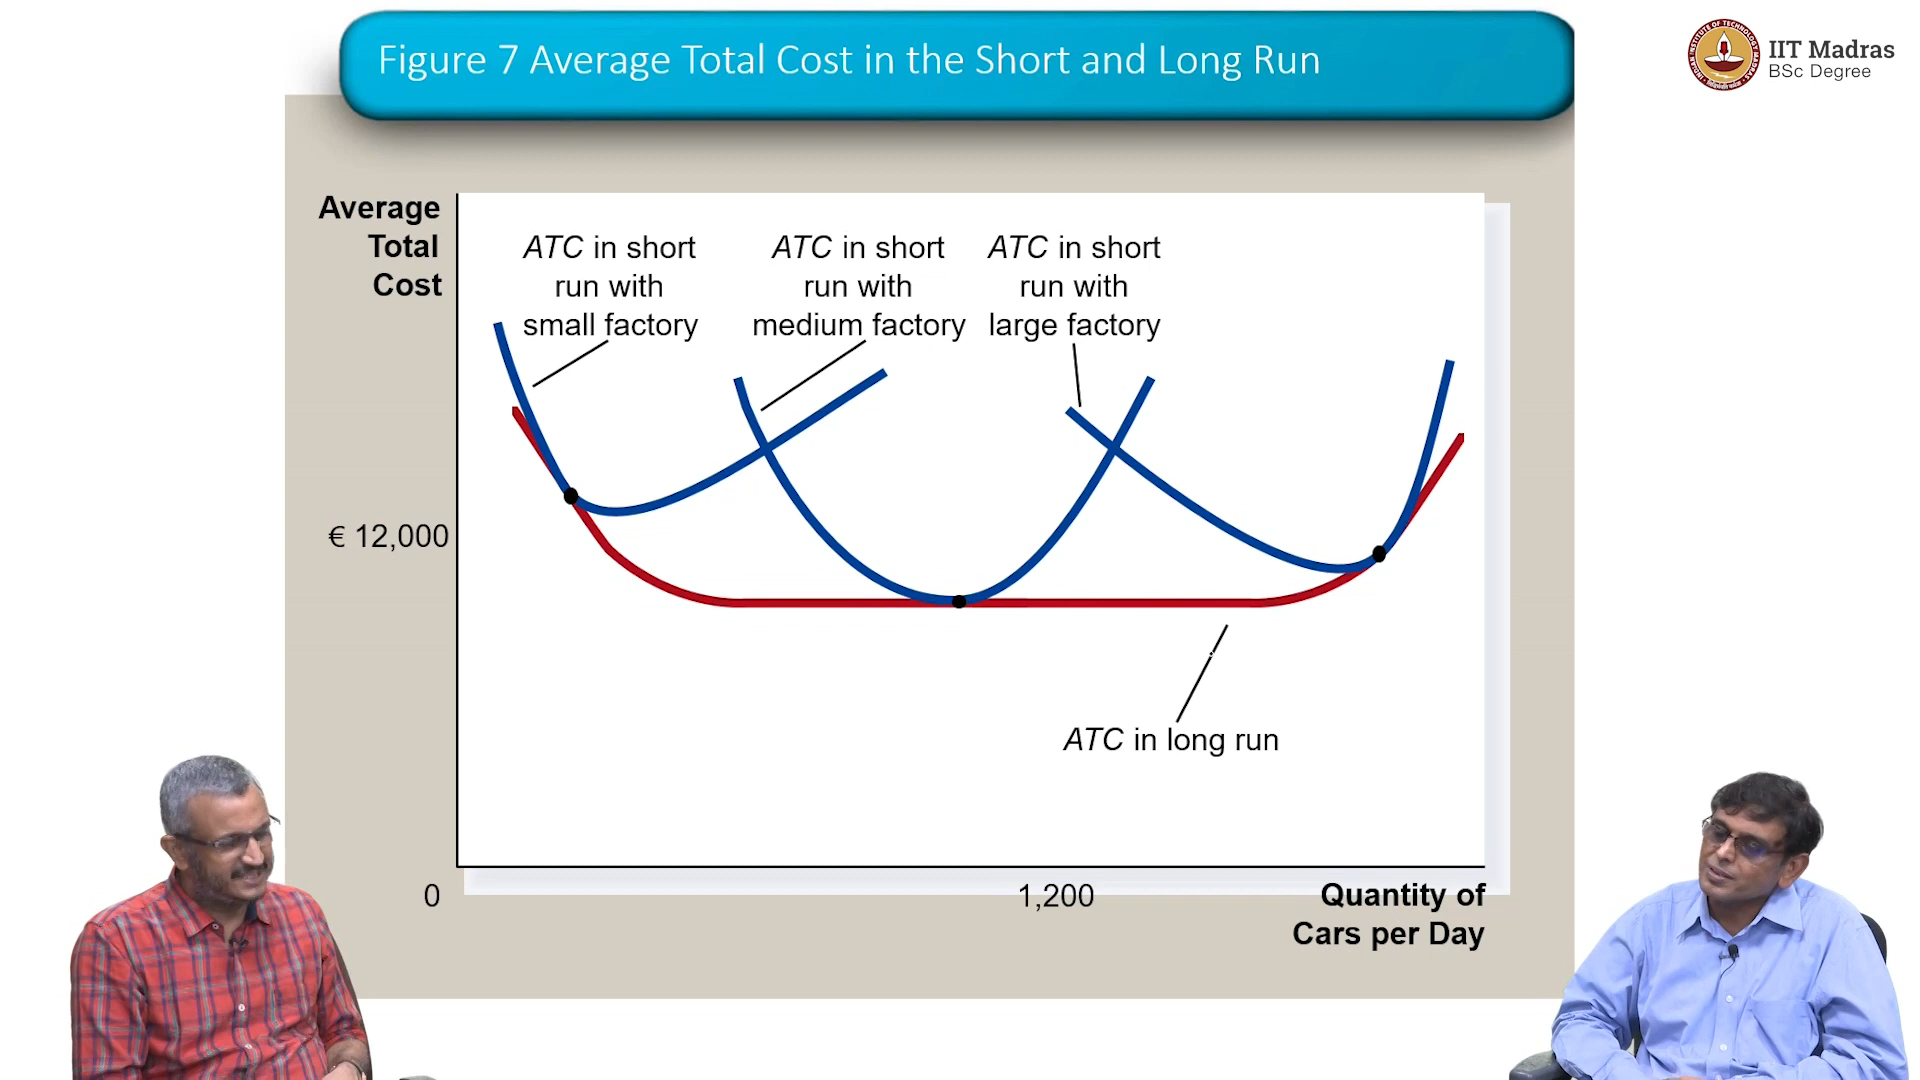 Figure 7 Average Total Cost in the Short and Long Run
IIT Madras
BSc Degree
Average
Total
Cost
ATC in short
run with
small factory
ATC in short
run with
medium factory
ATC in short
run with
large factory
€ 12,000
ATC in long run
0
1,200
Quantity of
Cars per Day